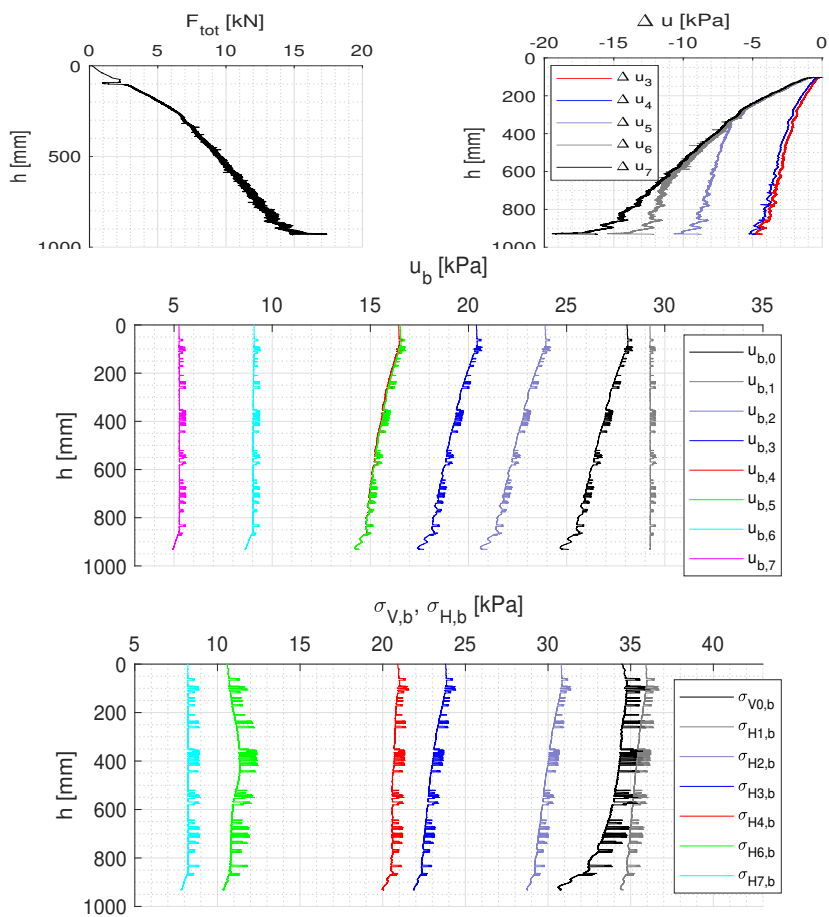 F_tot [kN]
0 5 10 15 20
0
500
1000
h [mm]
Δ u [kPa]
-20 -15 -10 -5 0
0
200
400
600
800
1000
h [mm]
Δ u_3
Δ u_4
Δ u_5
Δ u_6
Δ u_7
u_b [kPa]
5 10 15 20 25 30 35
0
200
400
600
800
1000
h [mm]
u_b,0
u_b,1
u_b,2
u_b,3
u_b,4
u_b,5
u_b,6
u_b,7
σ_V,b, σ_H,b [kPa]
5 10 15 20 25 30 35 40
0
200
400
600
800
1000
h [mm]
σ_V0,b
σ_H1,b
σ_H2,b
σ_H3,b
σ_H4,b
σ_H6,b
σ_H7,b